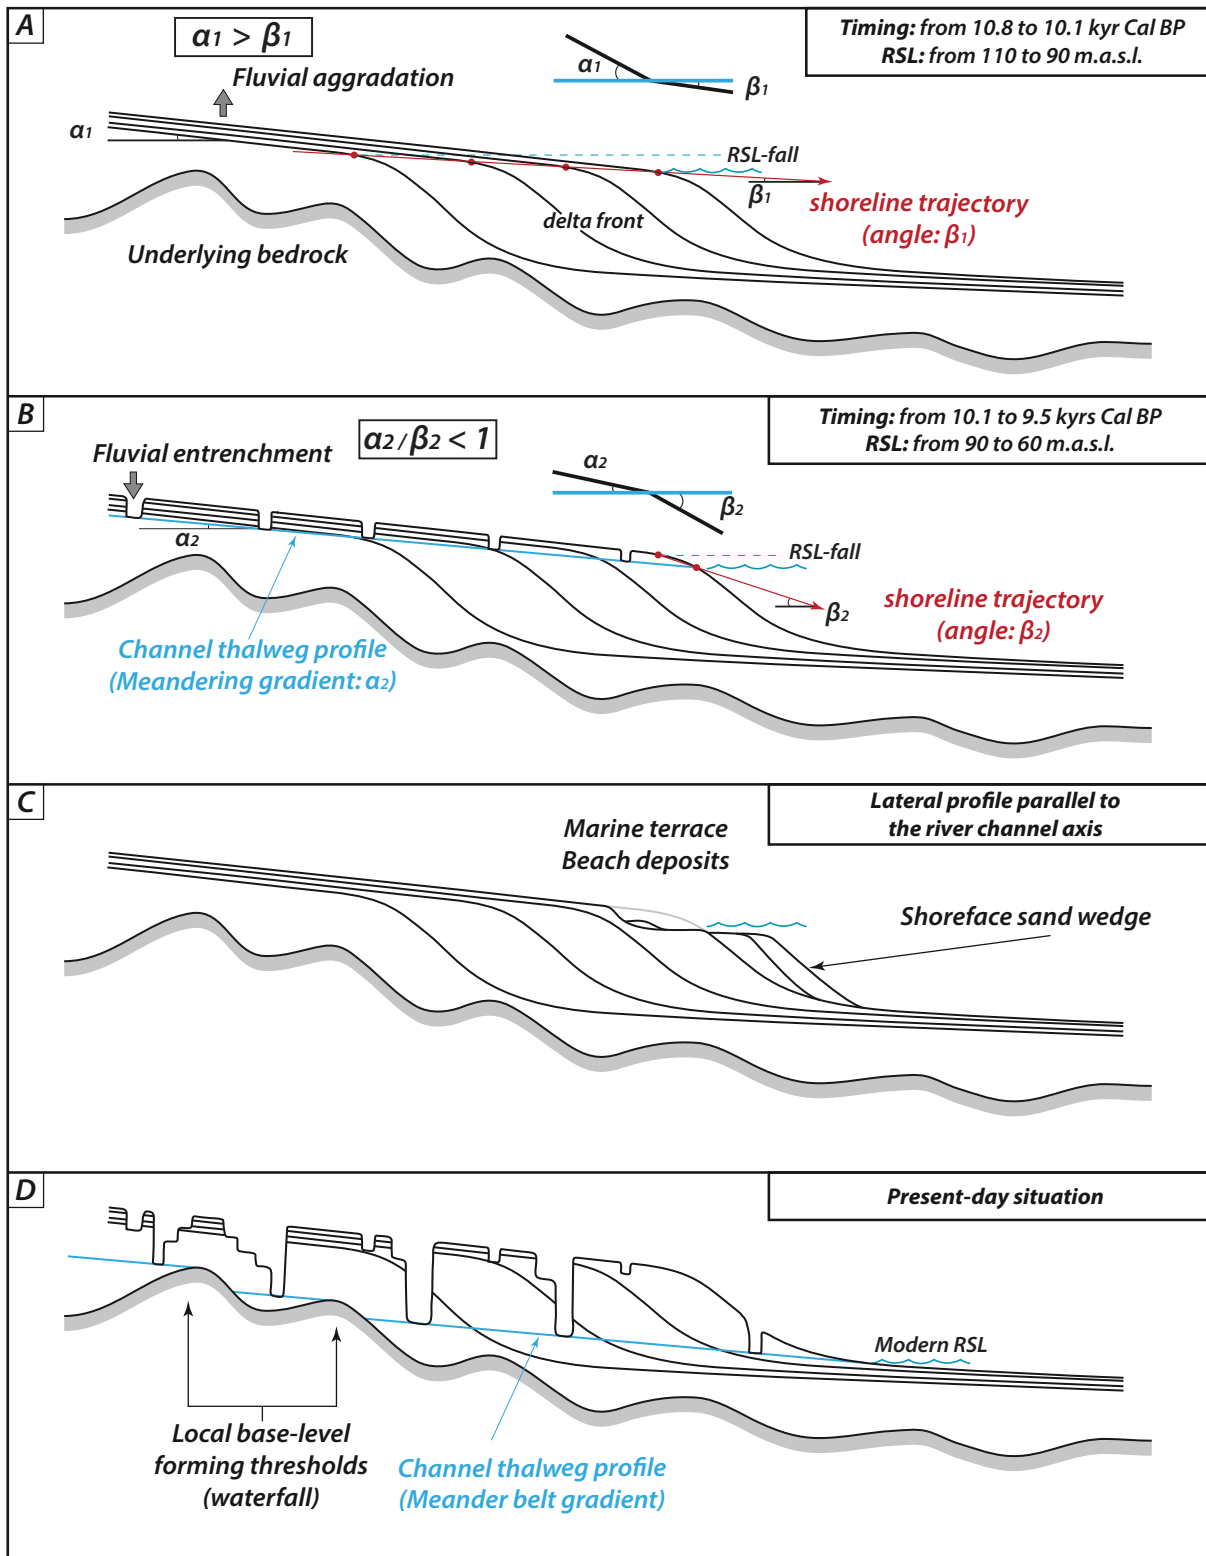 A
α1 > β1
Timing: from 10.8 to 10.1 kyr Cal BP
RSL: from 110 to 90 m.a.s.l.
Fluvial aggradation
α1
β1
α1
RSL-fall
β1
delta front
shoreline trajectory
(angle: β1)
Underlying bedrock
B
α2 / β2 < 1
Timing: from 10.1 to 9.5 kyrs Cal BP
RSL: from 90 to 60 m.a.s.l.
Fluvial entrenchment
α2
β2
α2
RSL-fall
β2
shoreline trajectory
(angle: β2)
Channel thalweg profile
(Meandering gradient: α2)
C
Lateral profile parallel to
the river channel axis
Marine terrace
Beach deposits
Shoreface sand wedge
D
Present-day situation
Modern RSL
Local base-level
forming thresholds
(waterfall)
Channel thalweg profile
(Meander belt gradient)